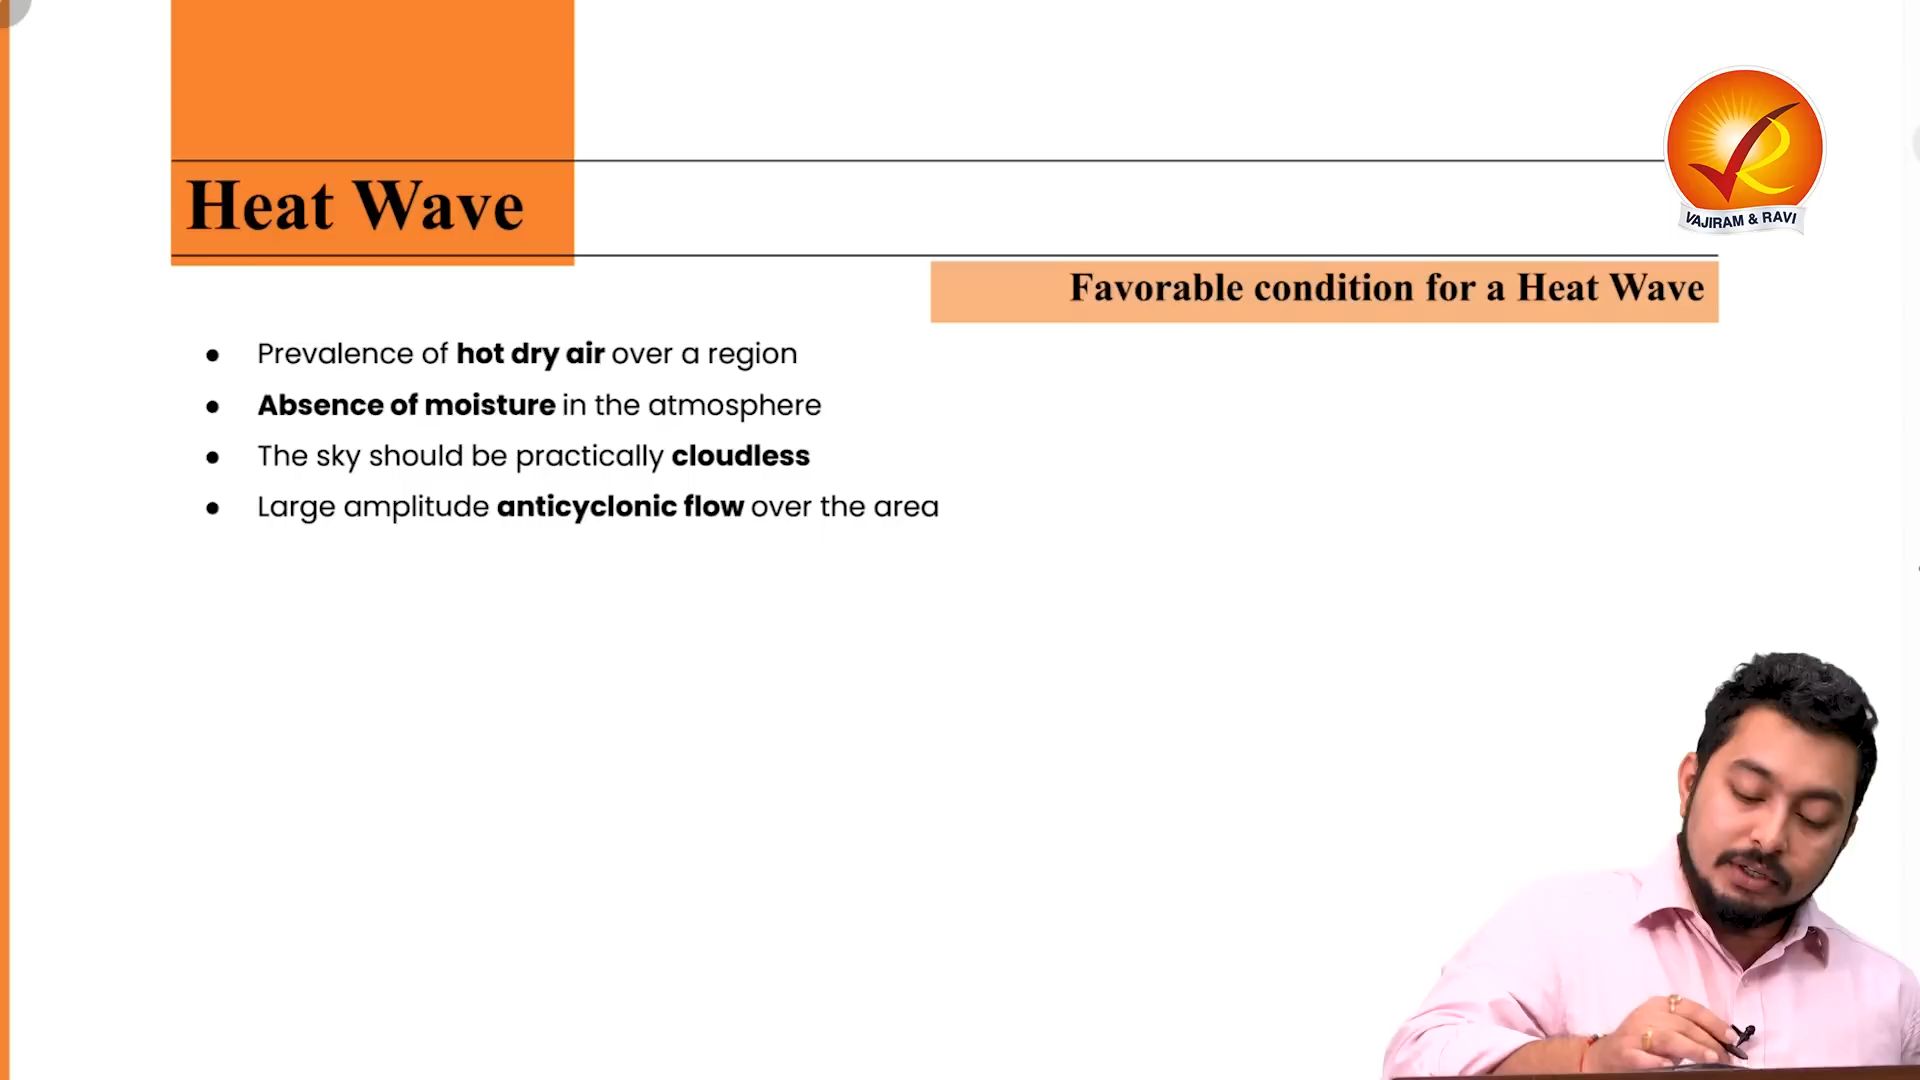 VAJIRAM & RAVI
Heat Wave
Favorable condition for a Heat Wave
● Prevalence of hot dry air over a region
● Absence of moisture in the atmosphere
● The sky should be practically cloudless
● Large amplitude anticyclonic flow over the area